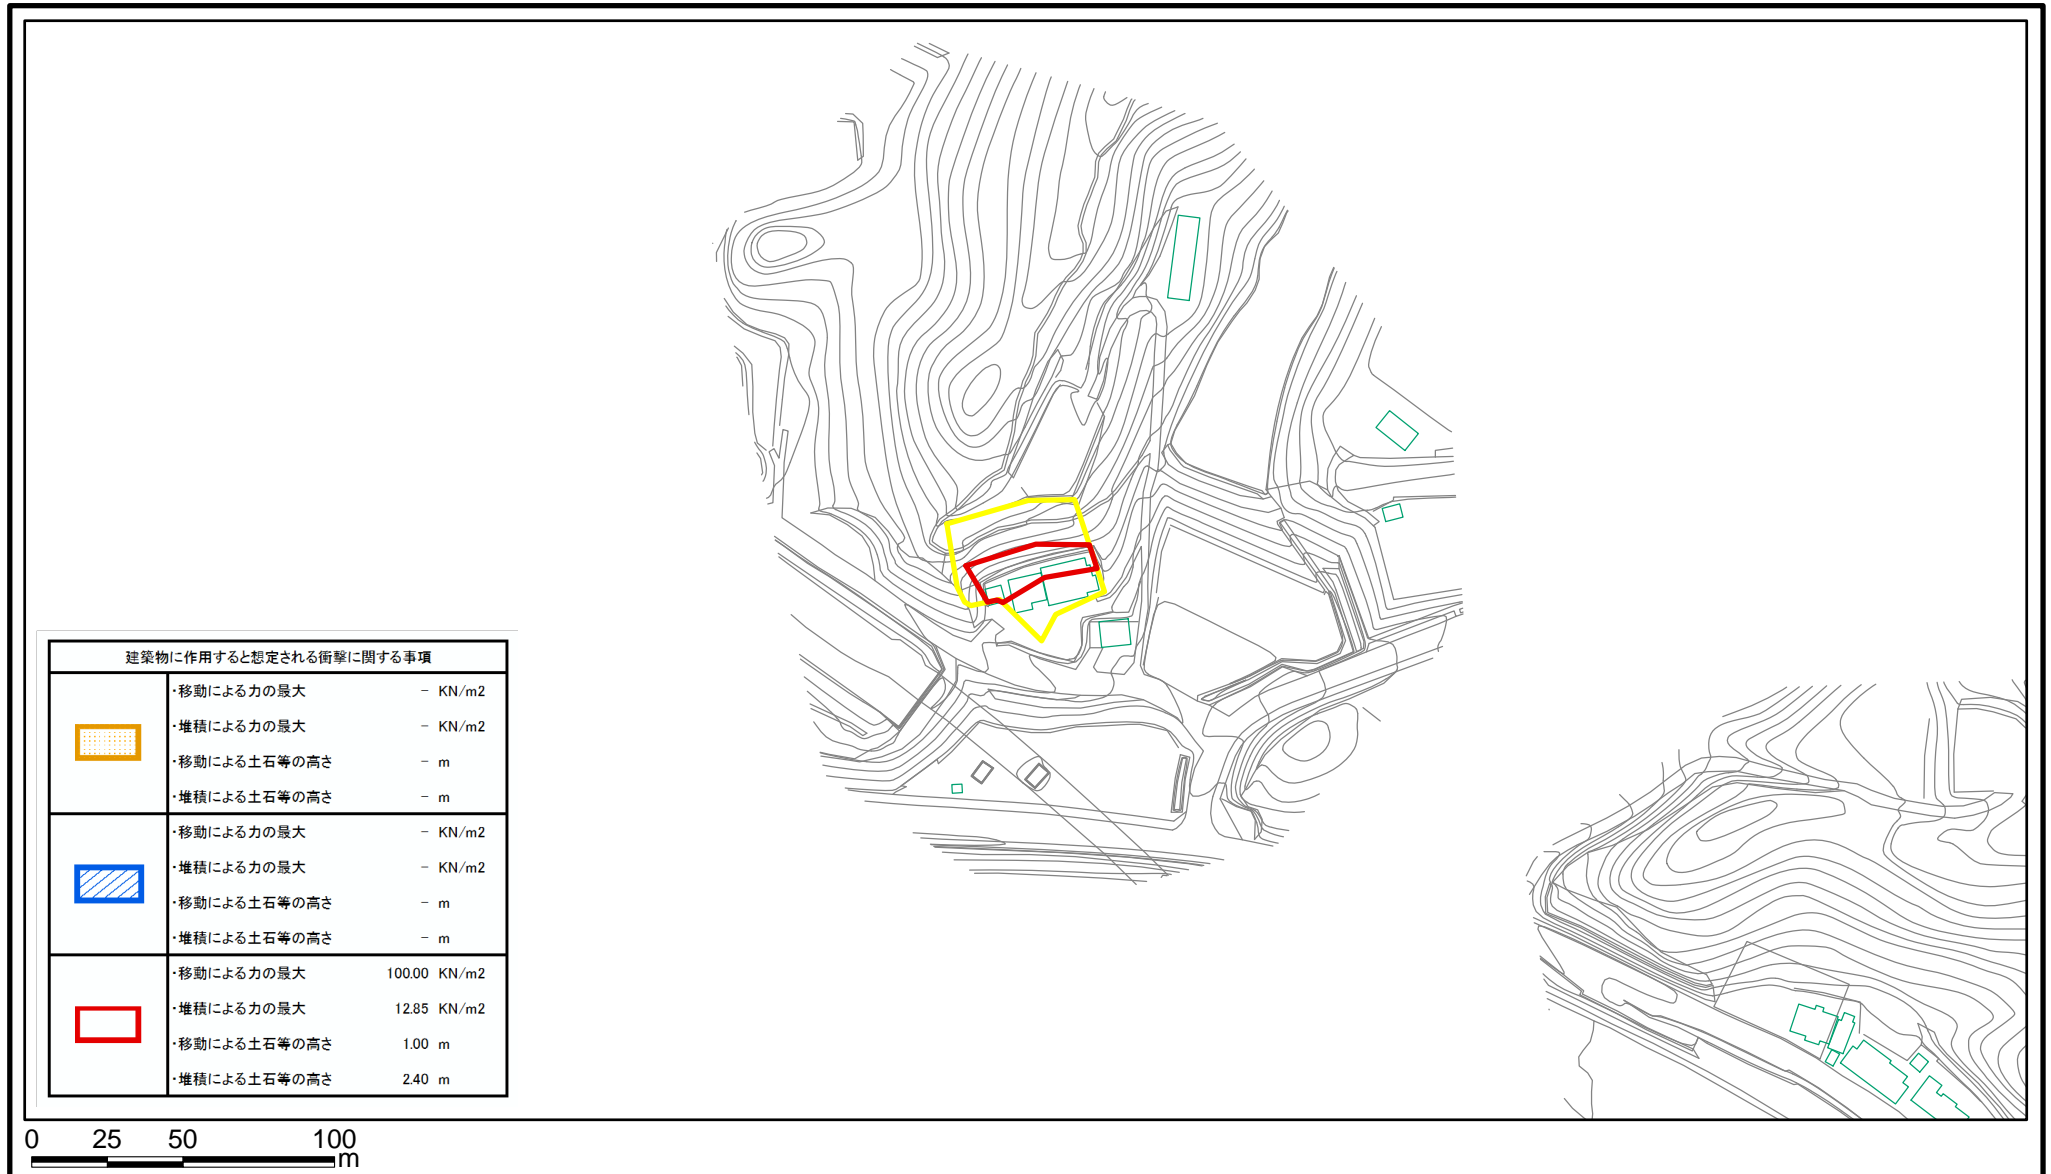 建築物に作用すると想定される衝撃に関する事項
・移動による力の最大 - KN/m2
・堆積による力の最大 - KN/m2
・移動による土石等の高さ - m
・堆積による土石等の高さ - m
・移動による力の最大 - KN/m2
・堆積による力の最大 - KN/m2
・移動による土石等の高さ - m
・堆積による土石等の高さ - m
・移動による力の最大 100.00 KN/m2
・堆積による力の最大 12.85 KN/m2
・移動による土石等の高さ 1.00 m
・堆積による土石等の高さ 2.40 m
0 25 50 100
m